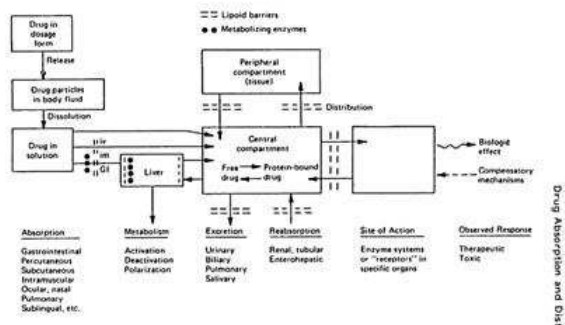 Lipoid barriers
Metabolizing enzymes
Drug in
dosage
form
Release
Drug particles
in body fluid
Dissolution
Drug in
solution
iv
im
GI
Liver
Peripheral
compartment
(tissue)
Distribution
Central
compartment
Free
drug
Protein-bound
drug
Biologic
effect
Compensatory
mechanisms
Absorption
Gastrointestinal
Percutaneous
Subcutaneous
Intramuscular
Ocular, nasal
Pulmonary
Sublingual, etc.
Metabolism
Activation
Deactivation
Polarization
Excretion
Urinary
Biliary
Pulmonary
Salivary
Reabsorption
Renal, tubular
Enterohepatic
Site of Action
Enzyme systems
or "receptors" in
specific organs
Observed Response
Therapeutic
Toxic
Drug Absorption and Dis